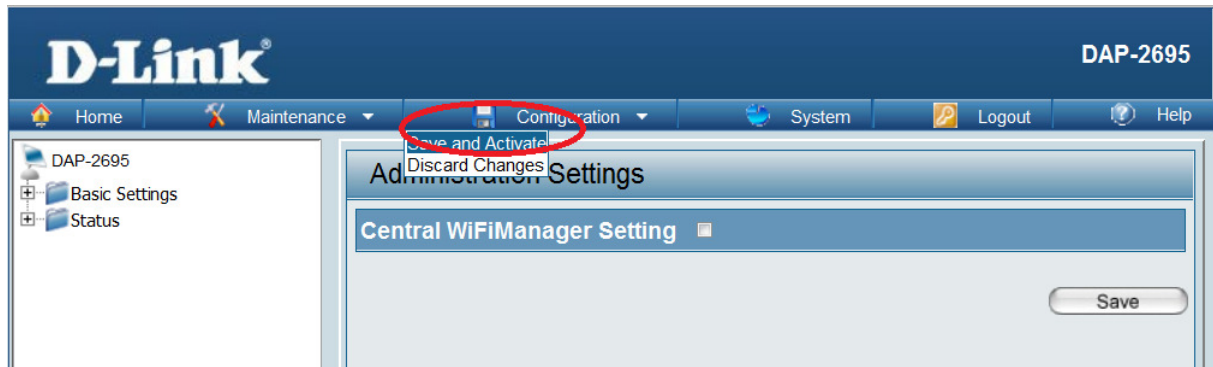 D-Link®
DAP-2695
Home Maintenance Configuration System Logout Help
Save and Activate
Discard Changes
DAP-2695
Basic Settings
Status
Administration Settings
Central WiFiManager Setting
Save